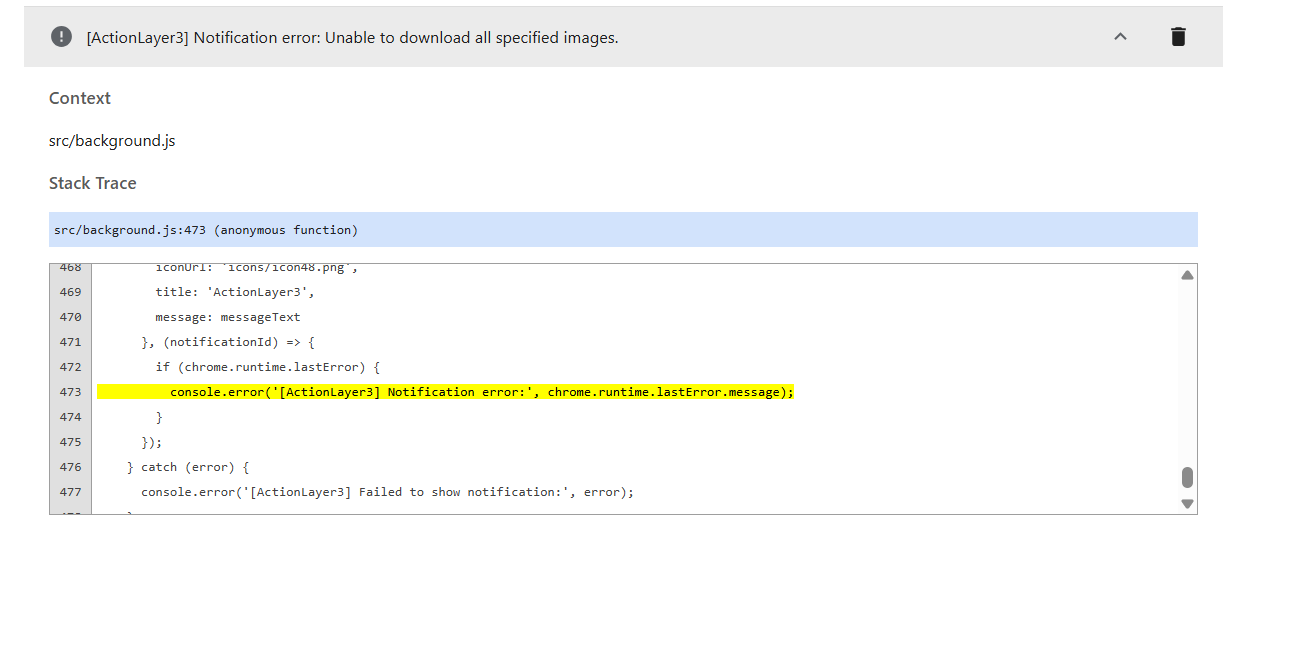 [ActionLayer3] Notification error: Unable to download all specified images.
Context
src/background.js
Stack Trace
src/background.js:473 (anonymous function)
468 iconUrl: 'icons/icon48.png',
469 title: 'ActionLayer3',
470 message: messageText
471 }, (notificationId) => {
472 if (chrome.runtime.lastError) {
473 console.error('[ActionLayer3] Notification error:', chrome.runtime.lastError.message);
474 }
475 });
476 } catch (error) {
477 console.error('[ActionLayer3] Failed to show notification:', error);